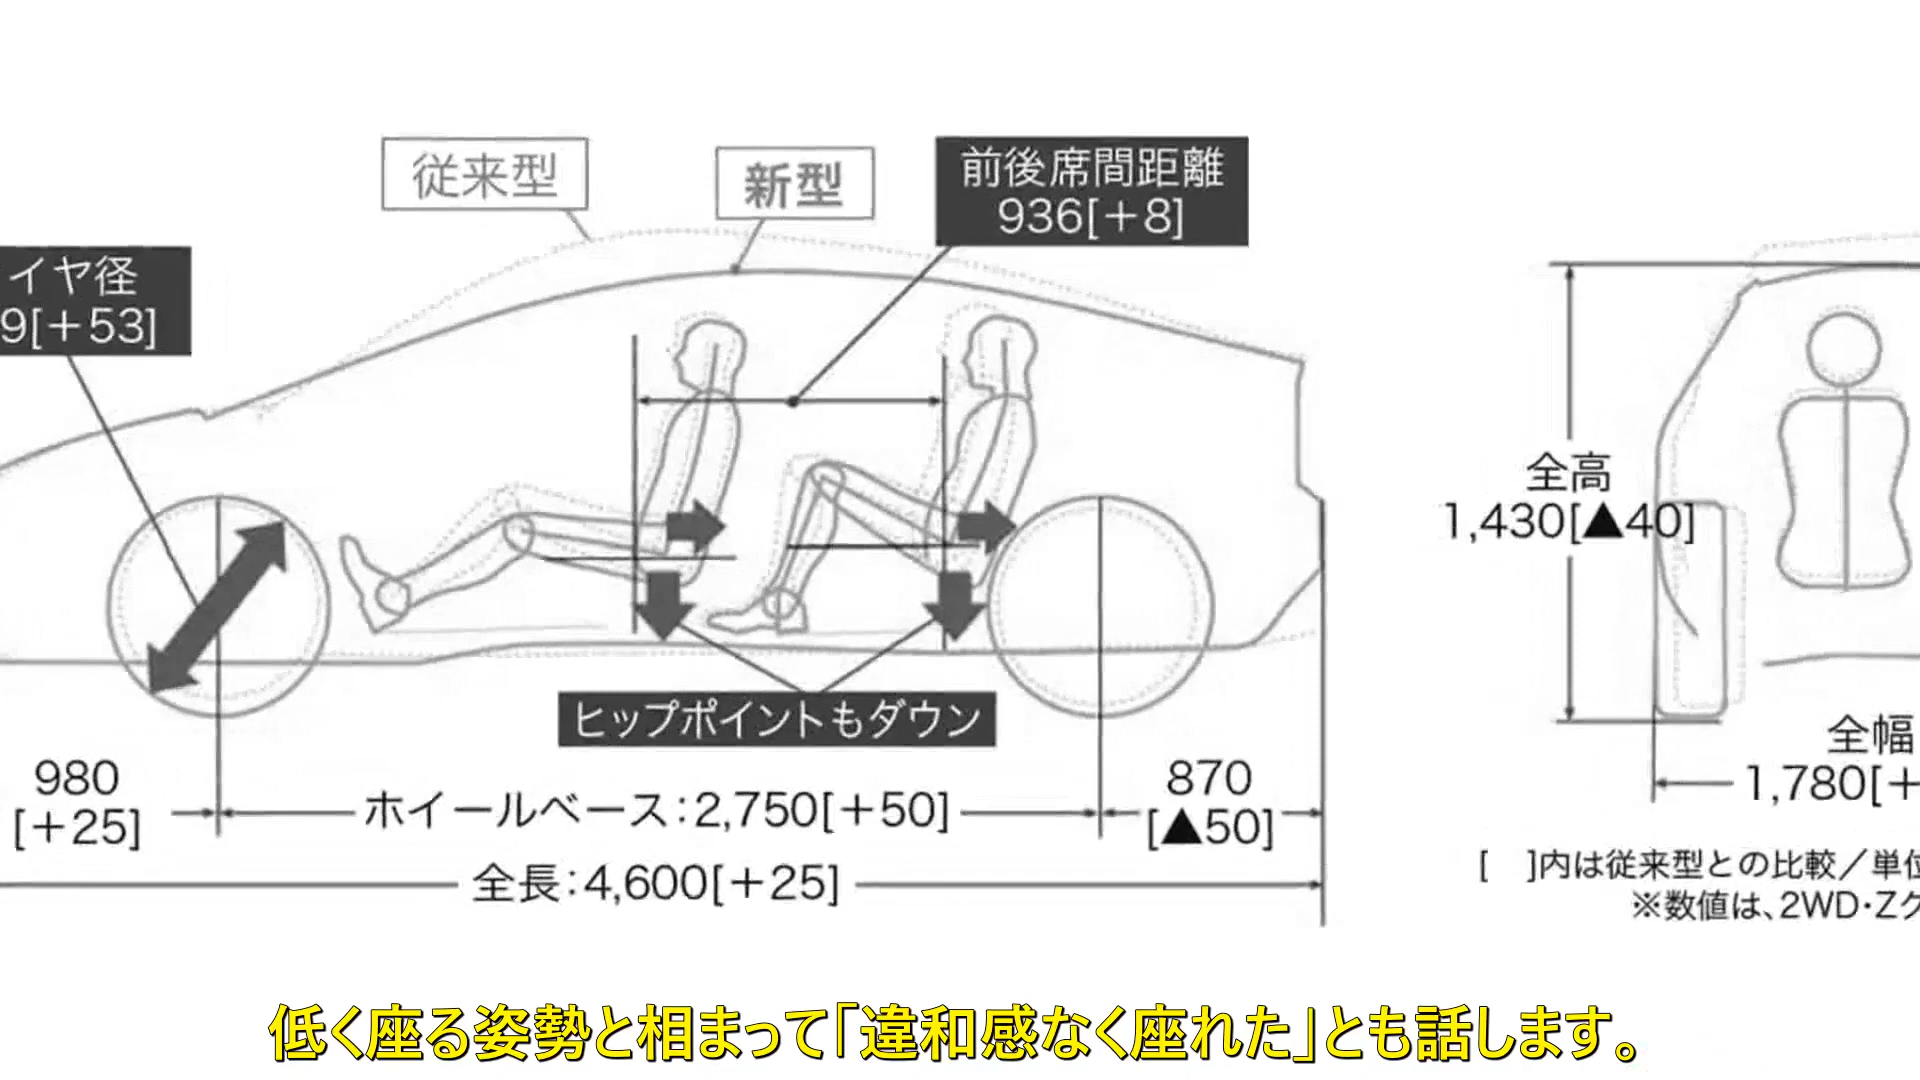 従来型
新型
前後席間距離
936[＋8]
イヤ径
9[＋53]
全高
1,430[▲40]
ヒップポイントもダウン
全幅
1,780[＋
980
[＋25]
ホイールベース：2,750[＋50]
870
[▲50]
全長：4,600[＋25]
[　]内は従来型との比較／単位
※数値は、2WD・Zグ
低く座る姿勢と相まって「違和感なく座れた」とも話します。